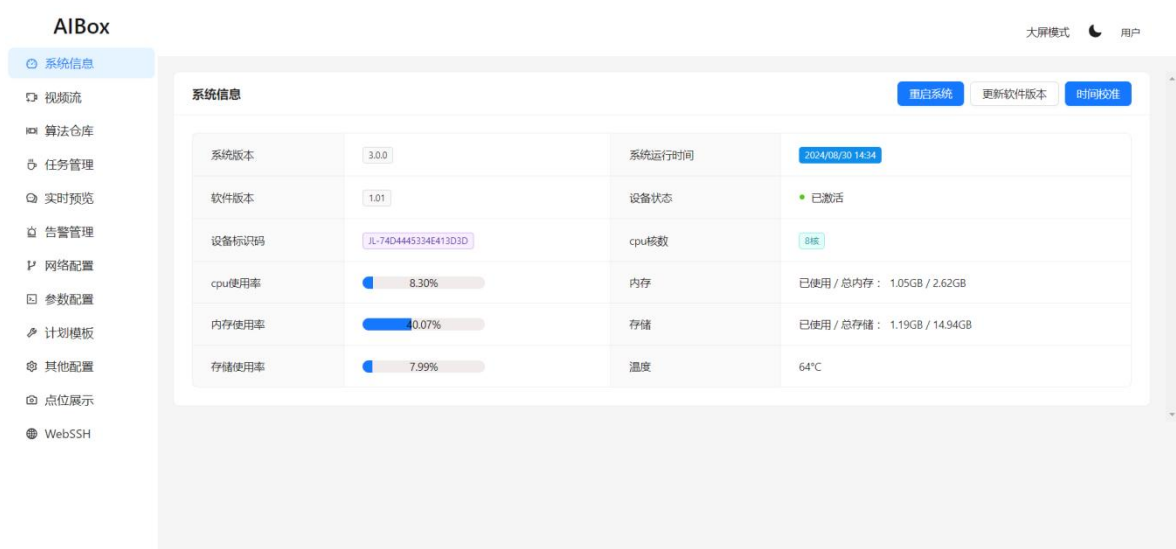 AIBox
大屏模式 用户
系统信息
视频流
算法仓库
任务管理
实时预览
告警管理
网络配置
参数配置
计划模板
其他配置
点位展示
WebSSH
系统信息 重启系统 更新软件版本 时间校准
系统版本 3.0.0 系统运行时间 2024/08/30 14:34
软件版本 1.01 设备状态 已激活
设备标识码 JL-74D4445334E413D3D cpu核数 8核
cpu使用率 8.30% 内存 已使用 / 总内存： 1.05GB / 2.62GB
内存使用率 40.07% 存储 已使用 / 总存储： 1.19GB / 14.94GB
存储使用率 7.99% 温度 64°C